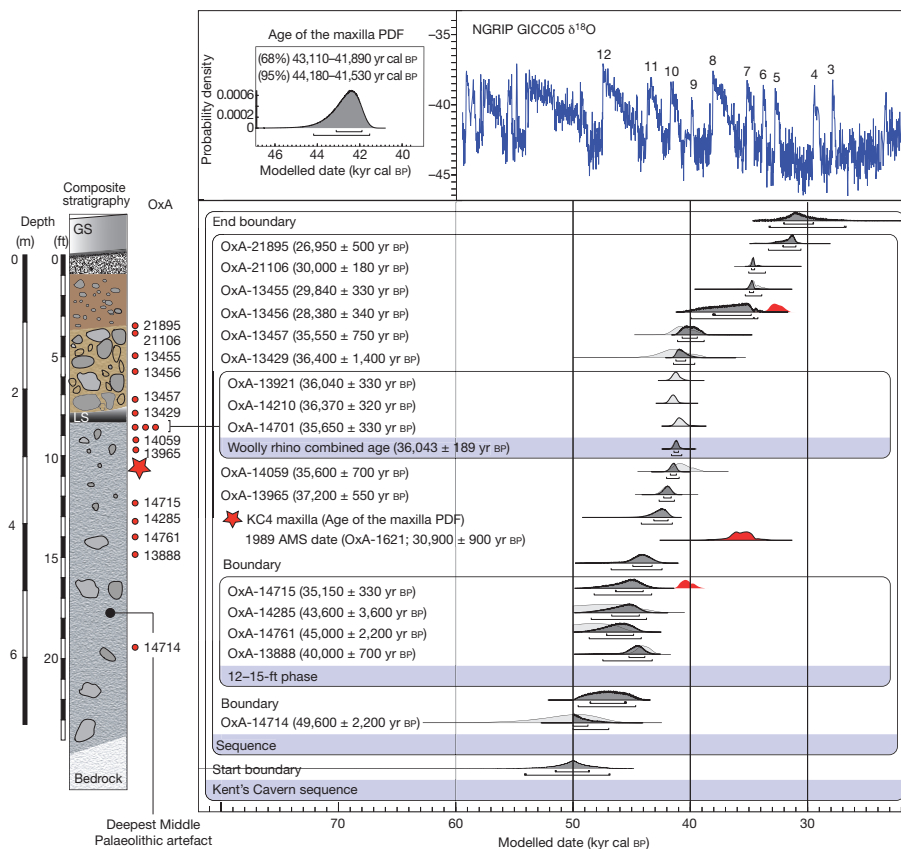 Age of the maxilla PDF
(68%) 43,110–41,890 yr cal BP
(95%) 44,180–41,530 yr cal BP
Probability density
0.0006
0.0002
0
46 44 42 40
Modelled date (kyr cal BP)
NGRIP GICC05 δ18O
−35
−40
−45
12 11 10 9 8 7 6 5 4 3
Composite
stratigraphy
OxA
Depth
(m) (ft)
GS
LS
Bedrock
0
2
4
6
0
5
10
15
20
21895
21106
13455
13456
13457
13429
14059
13965
14715
14285
14761
13888
14714
Deepest Middle
Palaeolithic artefact
End boundary
OxA-21895 (26,950 ± 500 yr BP)
OxA-21106 (30,000 ± 180 yr BP)
OxA-13455 (29,840 ± 330 yr BP)
OxA-13456 (28,380 ± 340 yr BP)
OxA-13457 (35,550 ± 750 yr BP)
OxA-13429 (36,400 ± 1,400 yr BP)
OxA-13921 (36,040 ± 330 yr BP)
OxA-14210 (36,370 ± 320 yr BP)
OxA-14701 (35,650 ± 330 yr BP)
Woolly rhino combined age (36,043 ± 189 yr BP)
OxA-14059 (35,600 ± 700 yr BP)
OxA-13965 (37,200 ± 550 yr BP)
KC4 maxilla (Age of the maxilla PDF)
1989 AMS date (OxA-1621; 30,900 ± 900 yr BP)
Boundary
OxA-14715 (35,150 ± 330 yr BP)
OxA-14285 (43,600 ± 3,600 yr BP)
OxA-14761 (45,000 ± 2,200 yr BP)
OxA-13888 (40,000 ± 700 yr BP)
12–15-ft phase
Boundary
OxA-14714 (49,600 ± 2,200 yr BP)
Sequence
Start boundary
Kent's Cavern sequence
70 60 50 40 30
Modelled date (kyr cal BP)